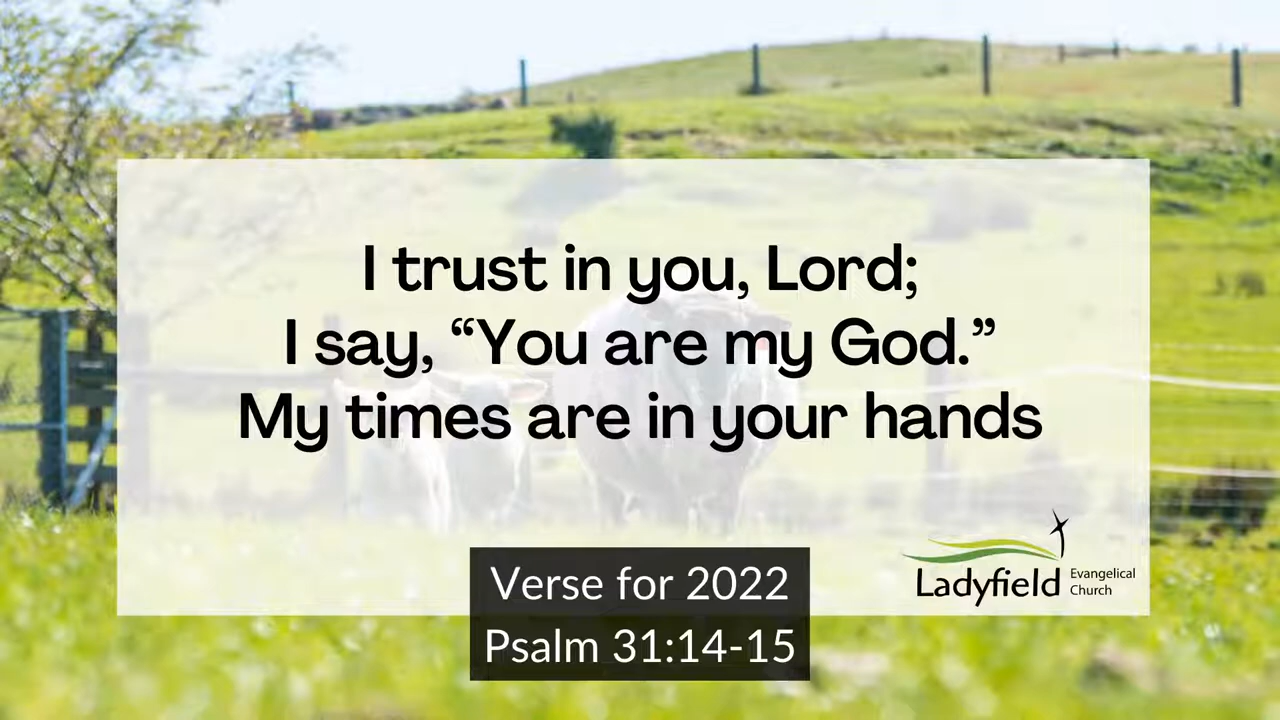 I trust in you, Lord;
I say, “You are my God.”
My times are in your hands
Ladyfield
Evangelical
Church
Verse for 2022
Psalm 31:14-15